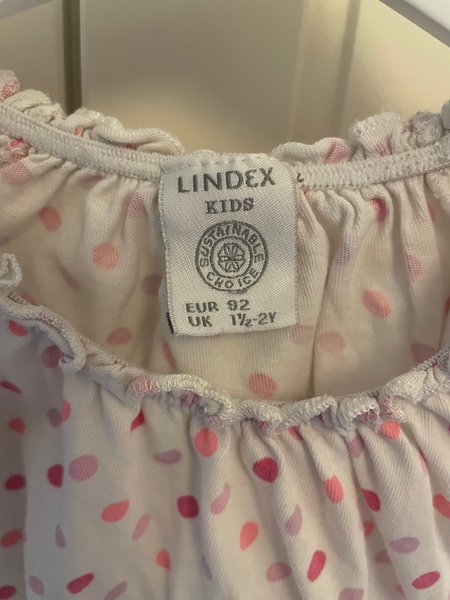 LINDEX
KIDS
SUSTAINABLE
CHOICE
EUR 92
UK 1½-2Y